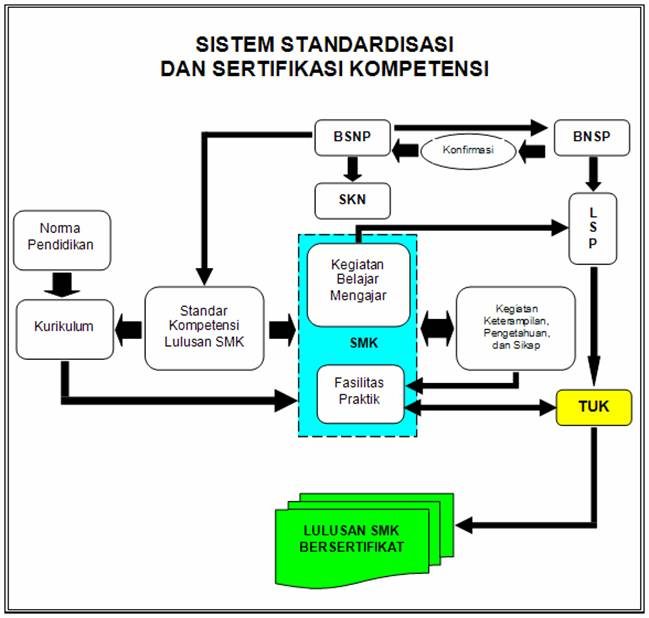 SISTEM STANDARDISASI
DAN SERTIFIKASI KOMPETENSI
BSNP
Konfirmasi
BNSP
SKN
L
S
P
Norma
Pendidikan
Kegiatan
Belajar
Mengajar
Kurikulum
Standar
Kompetensi
Lulusan SMK
SMK
Kegiatan
Keterampilan,
Pengetahuan,
dan Sikap
Fasilitas
Praktik
TUK
LULUSAN SMK
BERSERTIFIKAT